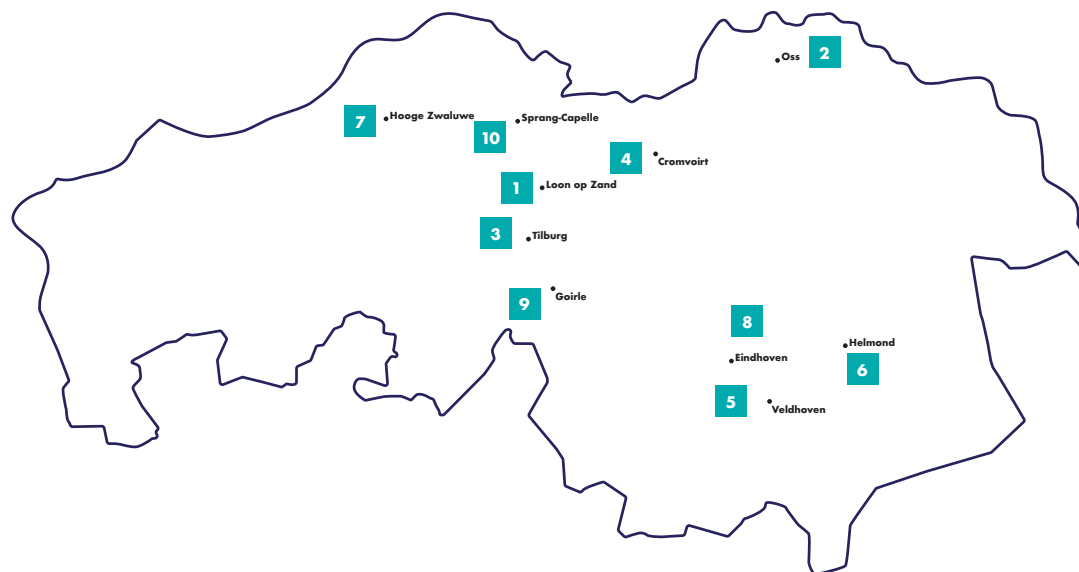 2
Oss
7
Hooge Zwaluwe
Sprang-Capelle
10
4
Cromvoirt
1
Loon op Zand
3
Tilburg
9
Goirle
8
Helmond
Eindhoven
6
5
Veldhoven